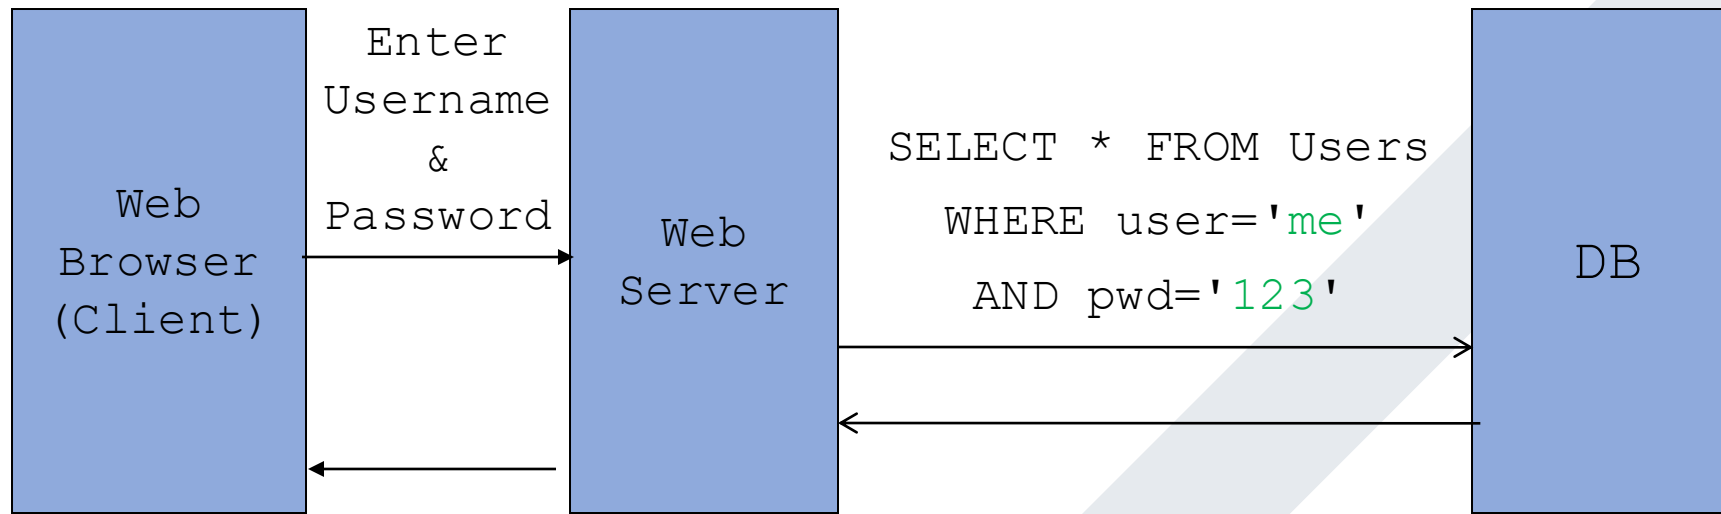 Web
Browser
(Client)
Enter
Username
&
Password
Web
Server
SELECT * FROM Users
WHERE user='me'
AND pwd='123'
DB